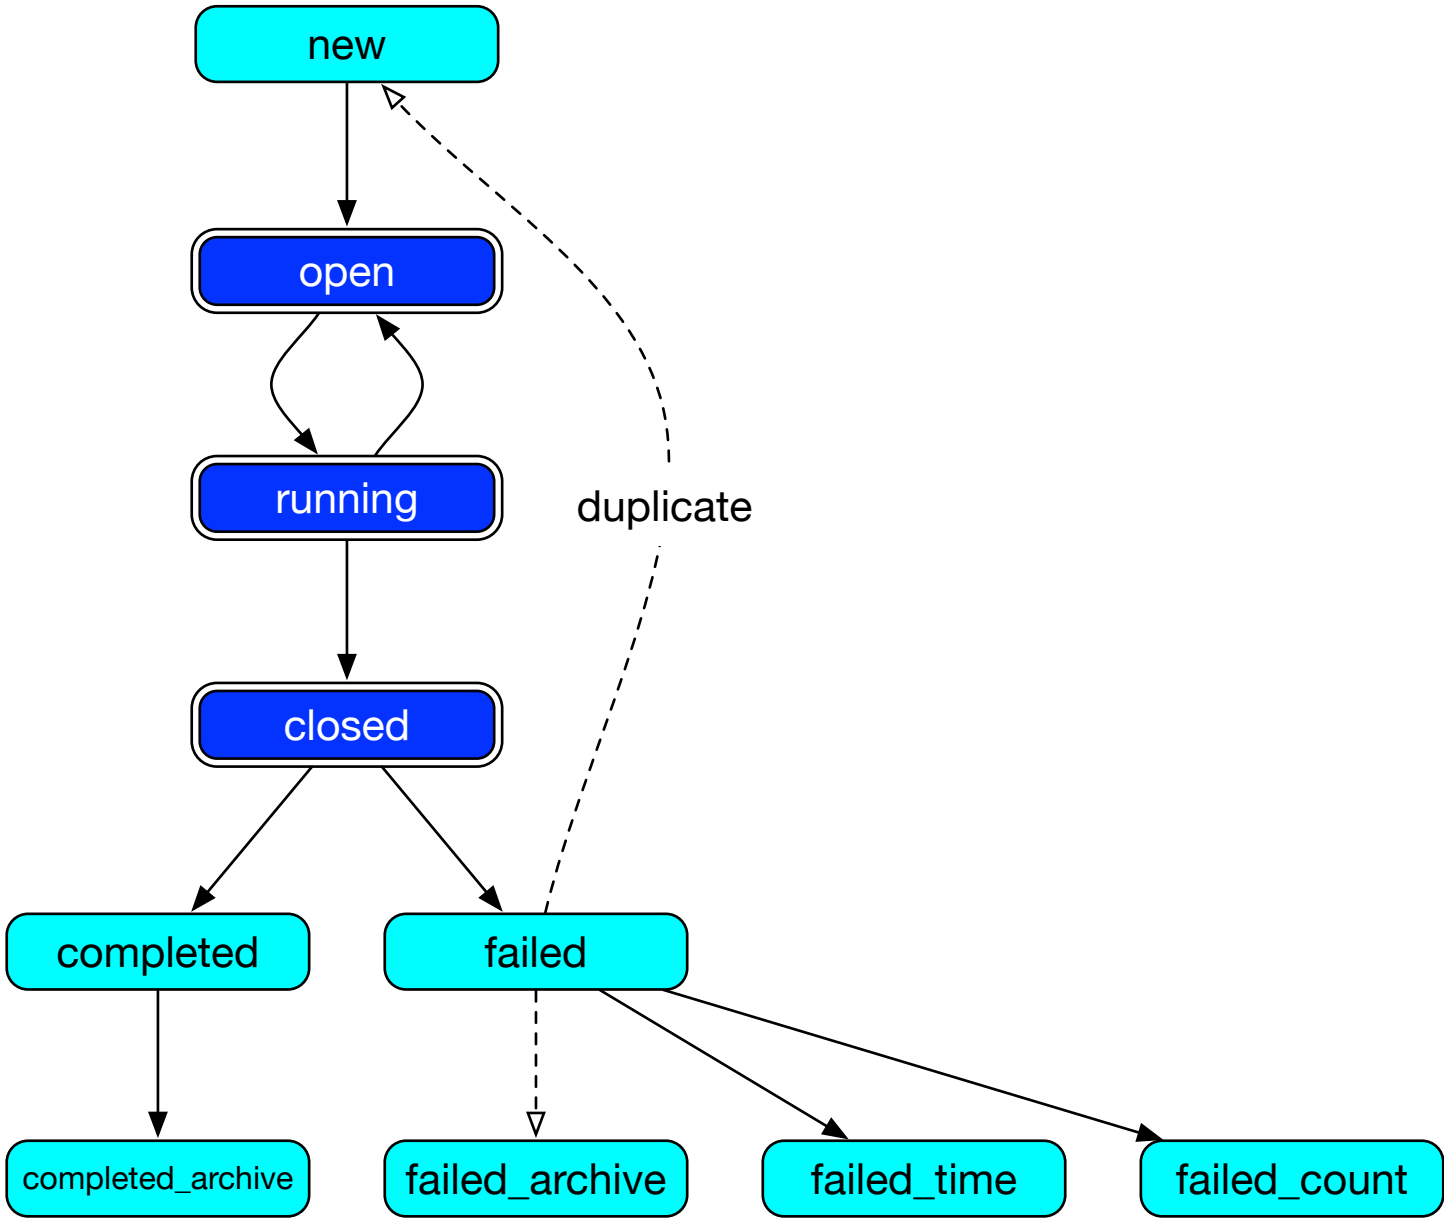 new
open
running
duplicate
closed
completed
failed
completed_archive
failed_archive
failed_time
failed_count